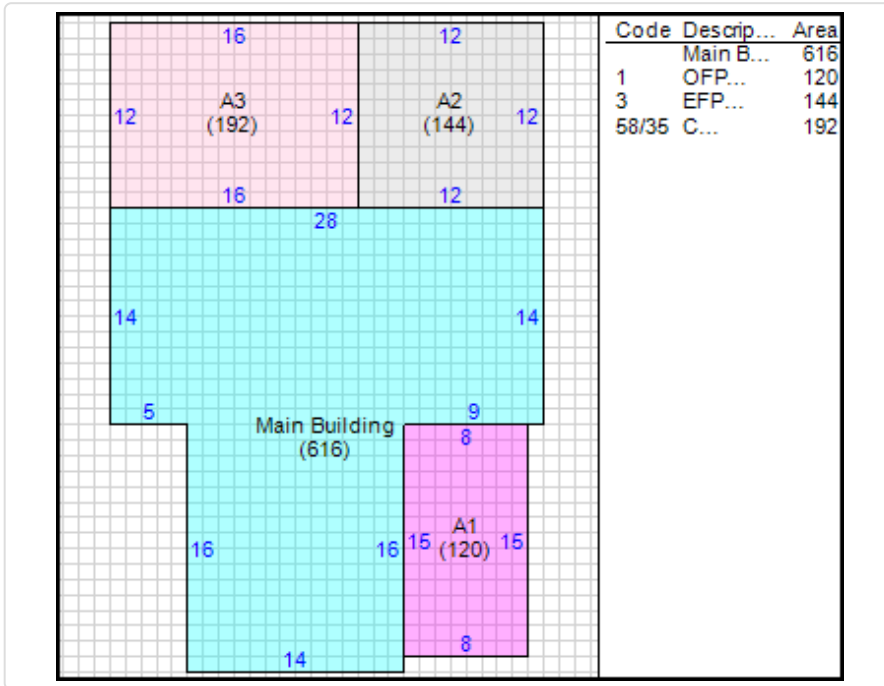 16 12
A3 A2
12 (192) 12 (144) 12
16 12
28
14 14
5 9
Main Building 8
(616)
A1
16 16 15 (120) 15
8
14
Code Descrip... Area
Main B... 616
1 OFP... 120
3 EFP... 144
58/35 C... 192